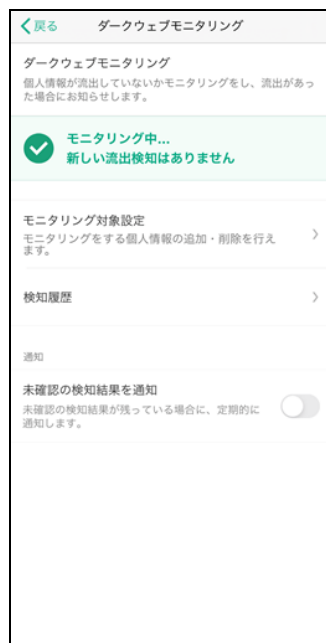 戻る ダークウェブモニタリング
ダークウェブモニタリング
個人情報が流出していないかモニタリングをし、流出があっ
た場合にお知らせします。
モニタリング中...
新しい流出検知はありません
モニタリング対象設定
モニタリングをする個人情報の追加・削除を行え
ます。
検知履歴
通知
未確認の検知結果を通知
未確認の検知結果が残っている場合に、定期的に
通知します。